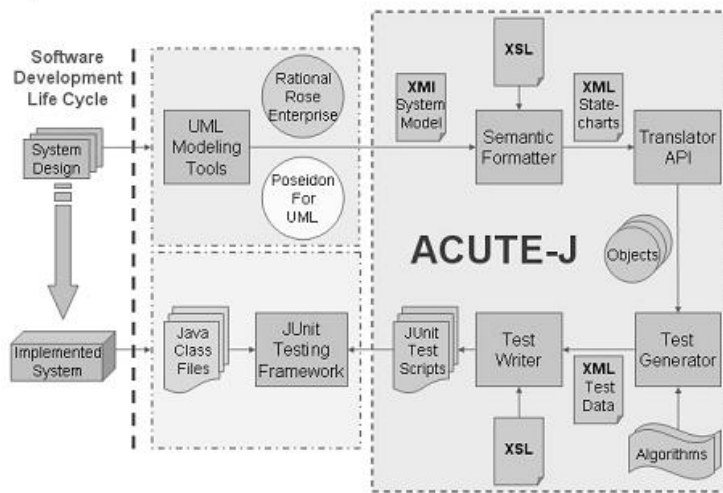 Software
Development
Life Cycle
System
Design
Implemented
System
UML
Modeling
Tools
Rational
Rose
Enterprise
Poseidon
For
UML
XMI
System
Model
XSL
Semantic
Formatter
XML
State-
charts
Translator
API
ACUTE-J
Objects
Java
Class
Files
JUnit
Testing
Framework
JUnit
Test
Scripts
Test
Writer
XML
Test
Data
Test
Generator
XSL
Algorithms